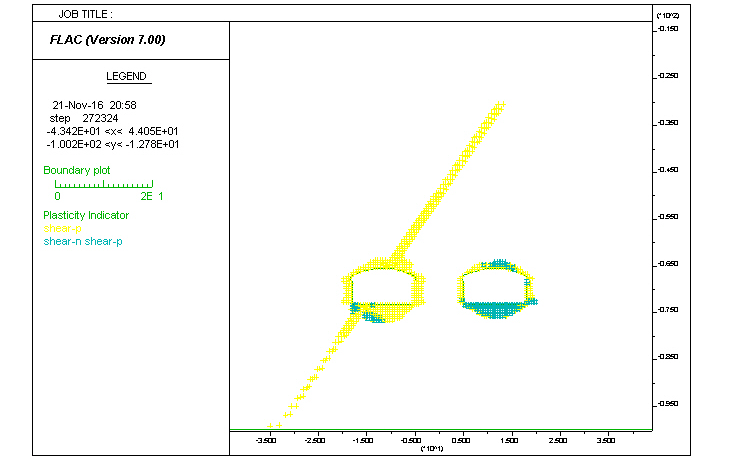 JOB TITLE :
FLAC (Version 7.00)
LEGEND
21-Nov-16 20:58
step 272324
-4.342E+01 <x< 4.405E+01
-1.002E+02 <y< -1.278E+01
Boundary plot
0 2E 1
Plasticity Indicator
shear-p
shear-n shear-p
(*10^2)
-0.150
-0.250
-0.350
-0.450
-0.550
-0.650
-0.750
-0.850
-0.950
-3.500 -2.500 -1.500 -0.500 0.500 1.500 2.500 3.500
(*10^1)